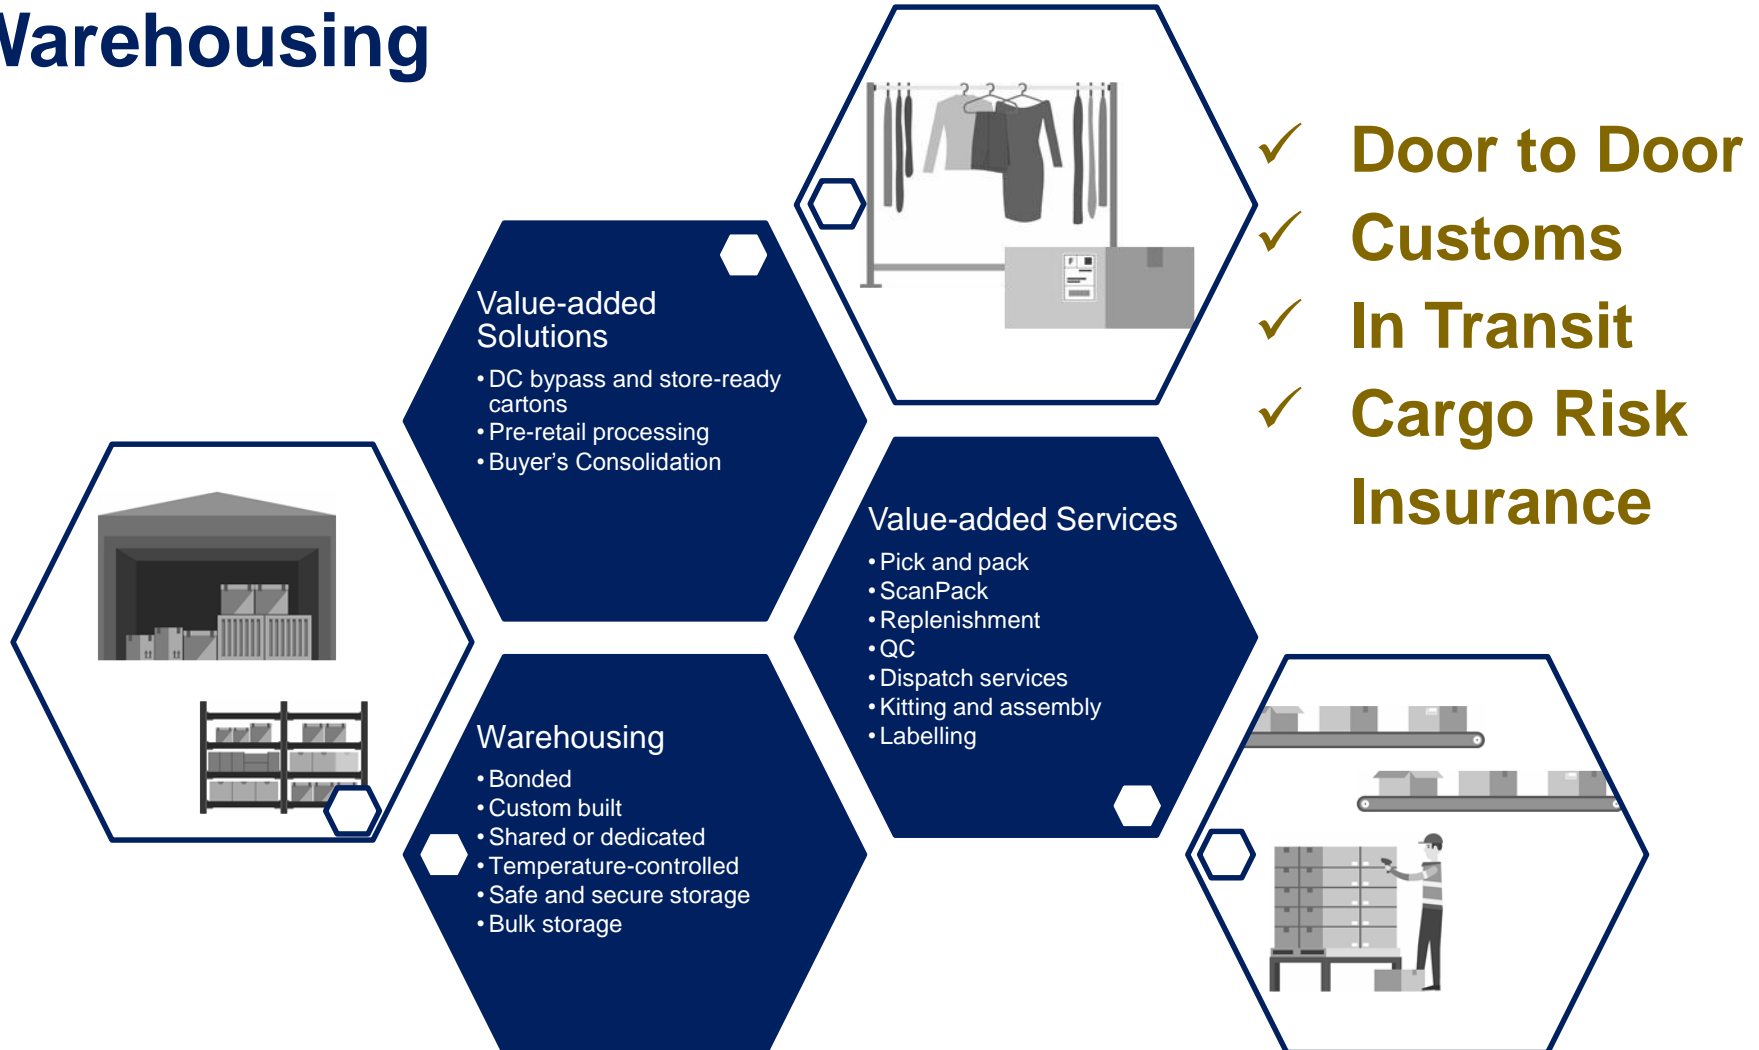 Warehousing
Value-added
Solutions
• DC bypass and store-ready
cartons
• Pre-retail processing
• Buyer’s Consolidation
Value-added Services
• Pick and pack
• ScanPack
• Replenishment
• QC
• Dispatch services
• Kitting and assembly
• Labelling
Warehousing
• Bonded
• Custom built
• Shared or dedicated
• Temperature-controlled
• Safe and secure storage
• Bulk storage
✓ Door to Door
✓ Customs
✓ In Transit
✓ Cargo Risk
Insurance